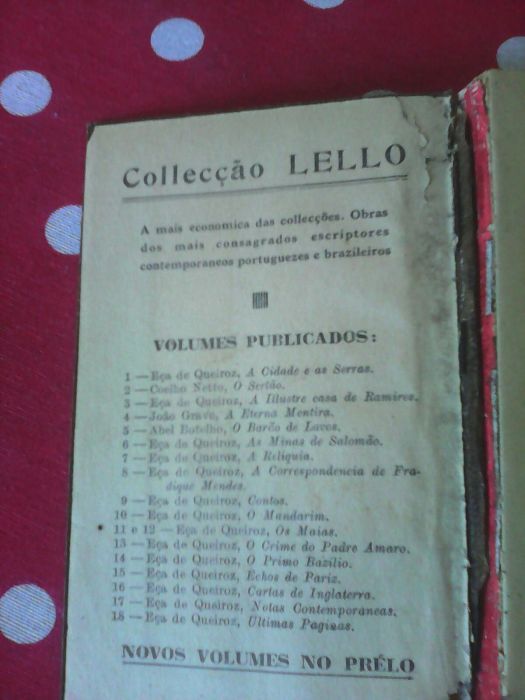 Collecção LELLO
A mais economica das collecções. Obras
dos mais consagrados escriptores
contemporaneos portuguezes e brazileiros
VOLUMES PUBLICADOS:
1 — Eça de Queiroz, A Cidade e as Serras.
2 — Coelho Netto, O Sertão.
3 — Eça de Queiroz, A Illustre casa de Ramires.
4 — João Grave, A Eterna Mentira.
5 — Abel Botelho, O Barão de Lavos.
6 — Eça de Queiroz, As Minas de Salomão.
7 — Eça de Queiroz, A Reliquia.
8 — Eça de Queiroz, A Correspondencia de Fra-
dique Mendes.
9 — Eça de Queiroz, Contos.
10 — Eça de Queiroz, O Mandarim.
11 e 12 — Eça de Queiroz, Os Maias.
13 — Eça de Queiroz, O Crime do Padre Amaro.
14 — Eça de Queiroz, O Primo Bazilio.
15 — Eça de Queiroz, Echos de Pariz.
16 — Eça de Queiroz, Cartas de Inglaterra.
17 — Eça de Queiroz, Notas Contemporaneas.
18 — Eça de Queiroz, Ultimas Paginas.
NOVOS VOLUMES NO PRÉLO